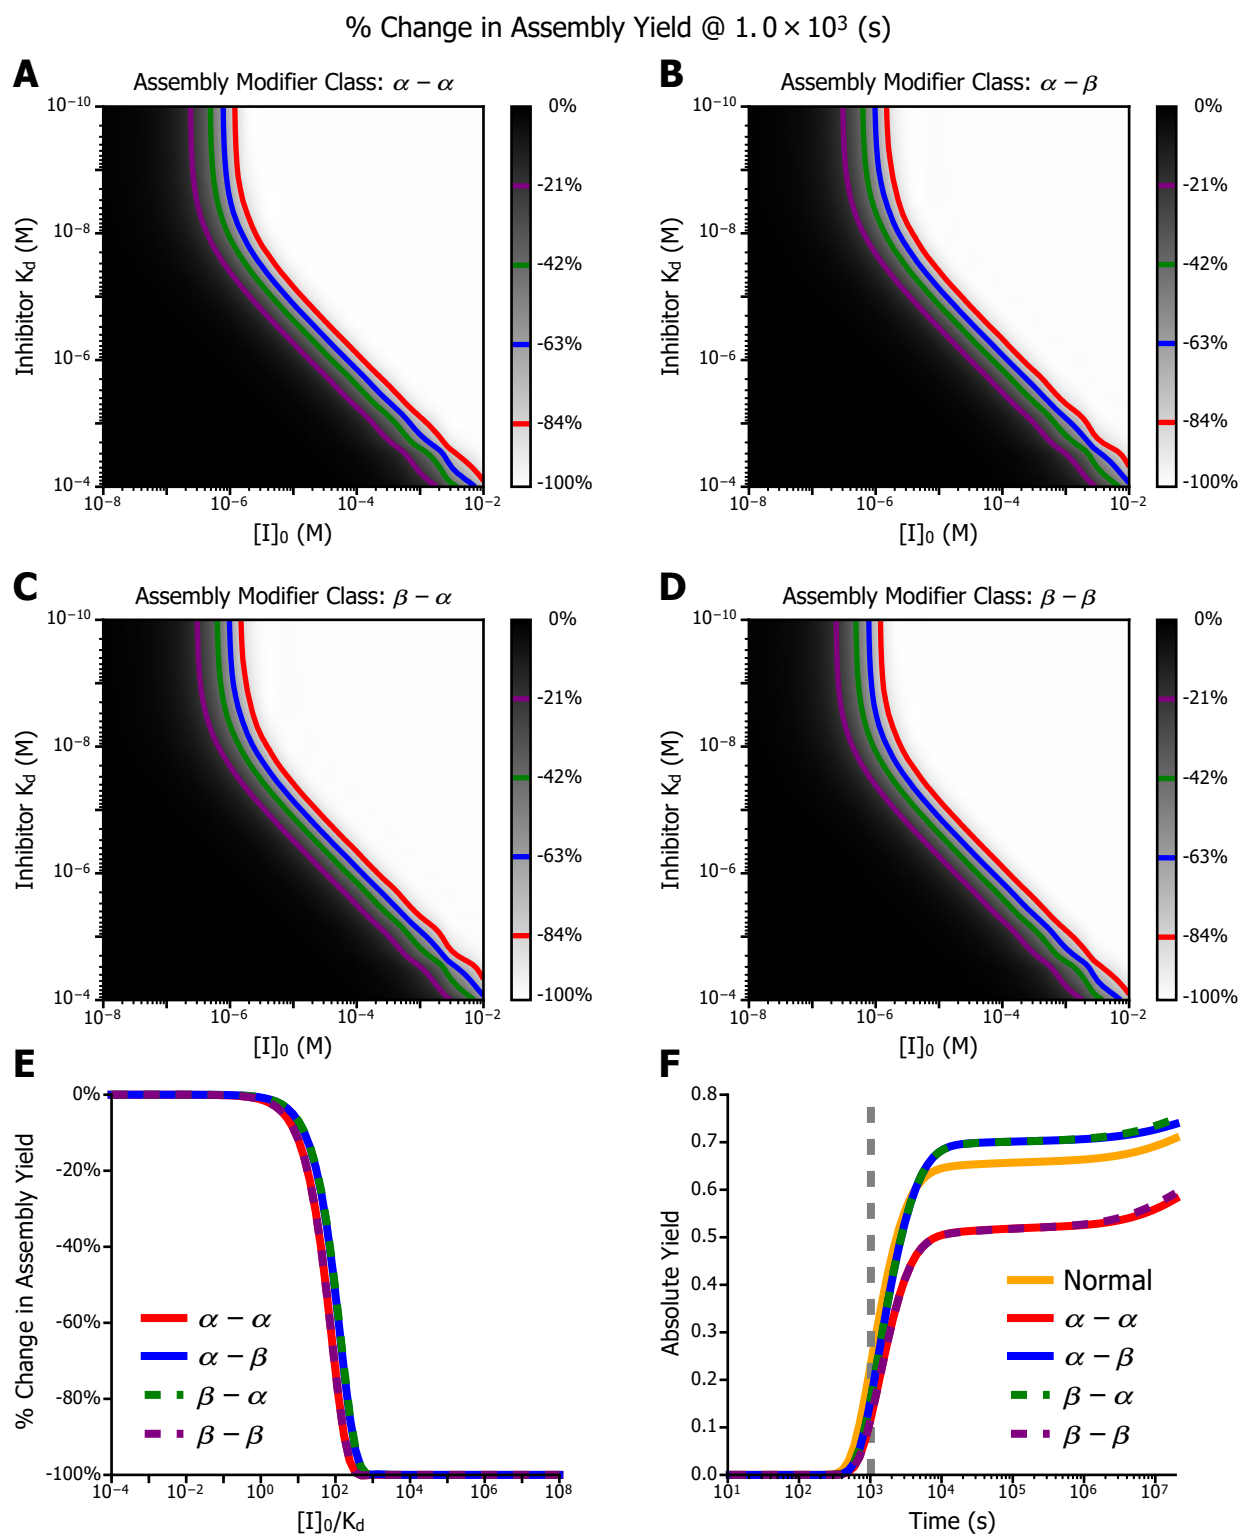 % Change in Assembly Yield @ 1.0 × 10³ (s)
A
Assembly Modifier Class: α − α
10⁻¹⁰
10⁻⁸
10⁻⁶
10⁻⁴
Inhibitor K_d (M)
10⁻⁸
10⁻⁶
10⁻⁴
10⁻²
[I]₀ (M)
0%
-21%
-42%
-63%
-84%
-100%
B
Assembly Modifier Class: α − β
10⁻¹⁰
10⁻⁸
10⁻⁶
10⁻⁴
Inhibitor K_d (M)
10⁻⁸
10⁻⁶
10⁻⁴
10⁻²
[I]₀ (M)
0%
-21%
-42%
-63%
-84%
-100%
C
Assembly Modifier Class: β − α
10⁻¹⁰
10⁻⁸
10⁻�6
10⁻⁴
Inhibitor K_d (M)
10⁻⁸
10⁻⁶
10⁻⁴
10⁻²
[I]₀ (M)
0%
-21%
-42%
-63%
-84%
-100%
D
Assembly Modifier Class: β − β
10⁻¹⁰
10⁻⁸
10⁻⁶
10⁻⁴
Inhibitor K_d (M)
10⁻⁸
10⁻⁶
10⁻⁴
10⁻²
[I]₀ (M)
0%
-21%
-42%
-63%
-84%
-100%
E
0%
-20%
-40%
-60%
-80%
-100%
% Change in Assembly Yield
α − α
α − β
β − α
β − β
10⁻⁴
10⁻²
10⁰
10²
10⁴
10⁶
10⁸
[I]₀/K_d
F
0.8
0.7
0.6
0.5
0.4
0.3
0.2
0.1
0.0
Absolute Yield
Normal
α − α
α − β
β − α
β − β
10¹
10²
10³
10⁴
10⁵
10⁶
10⁷
Time (s)